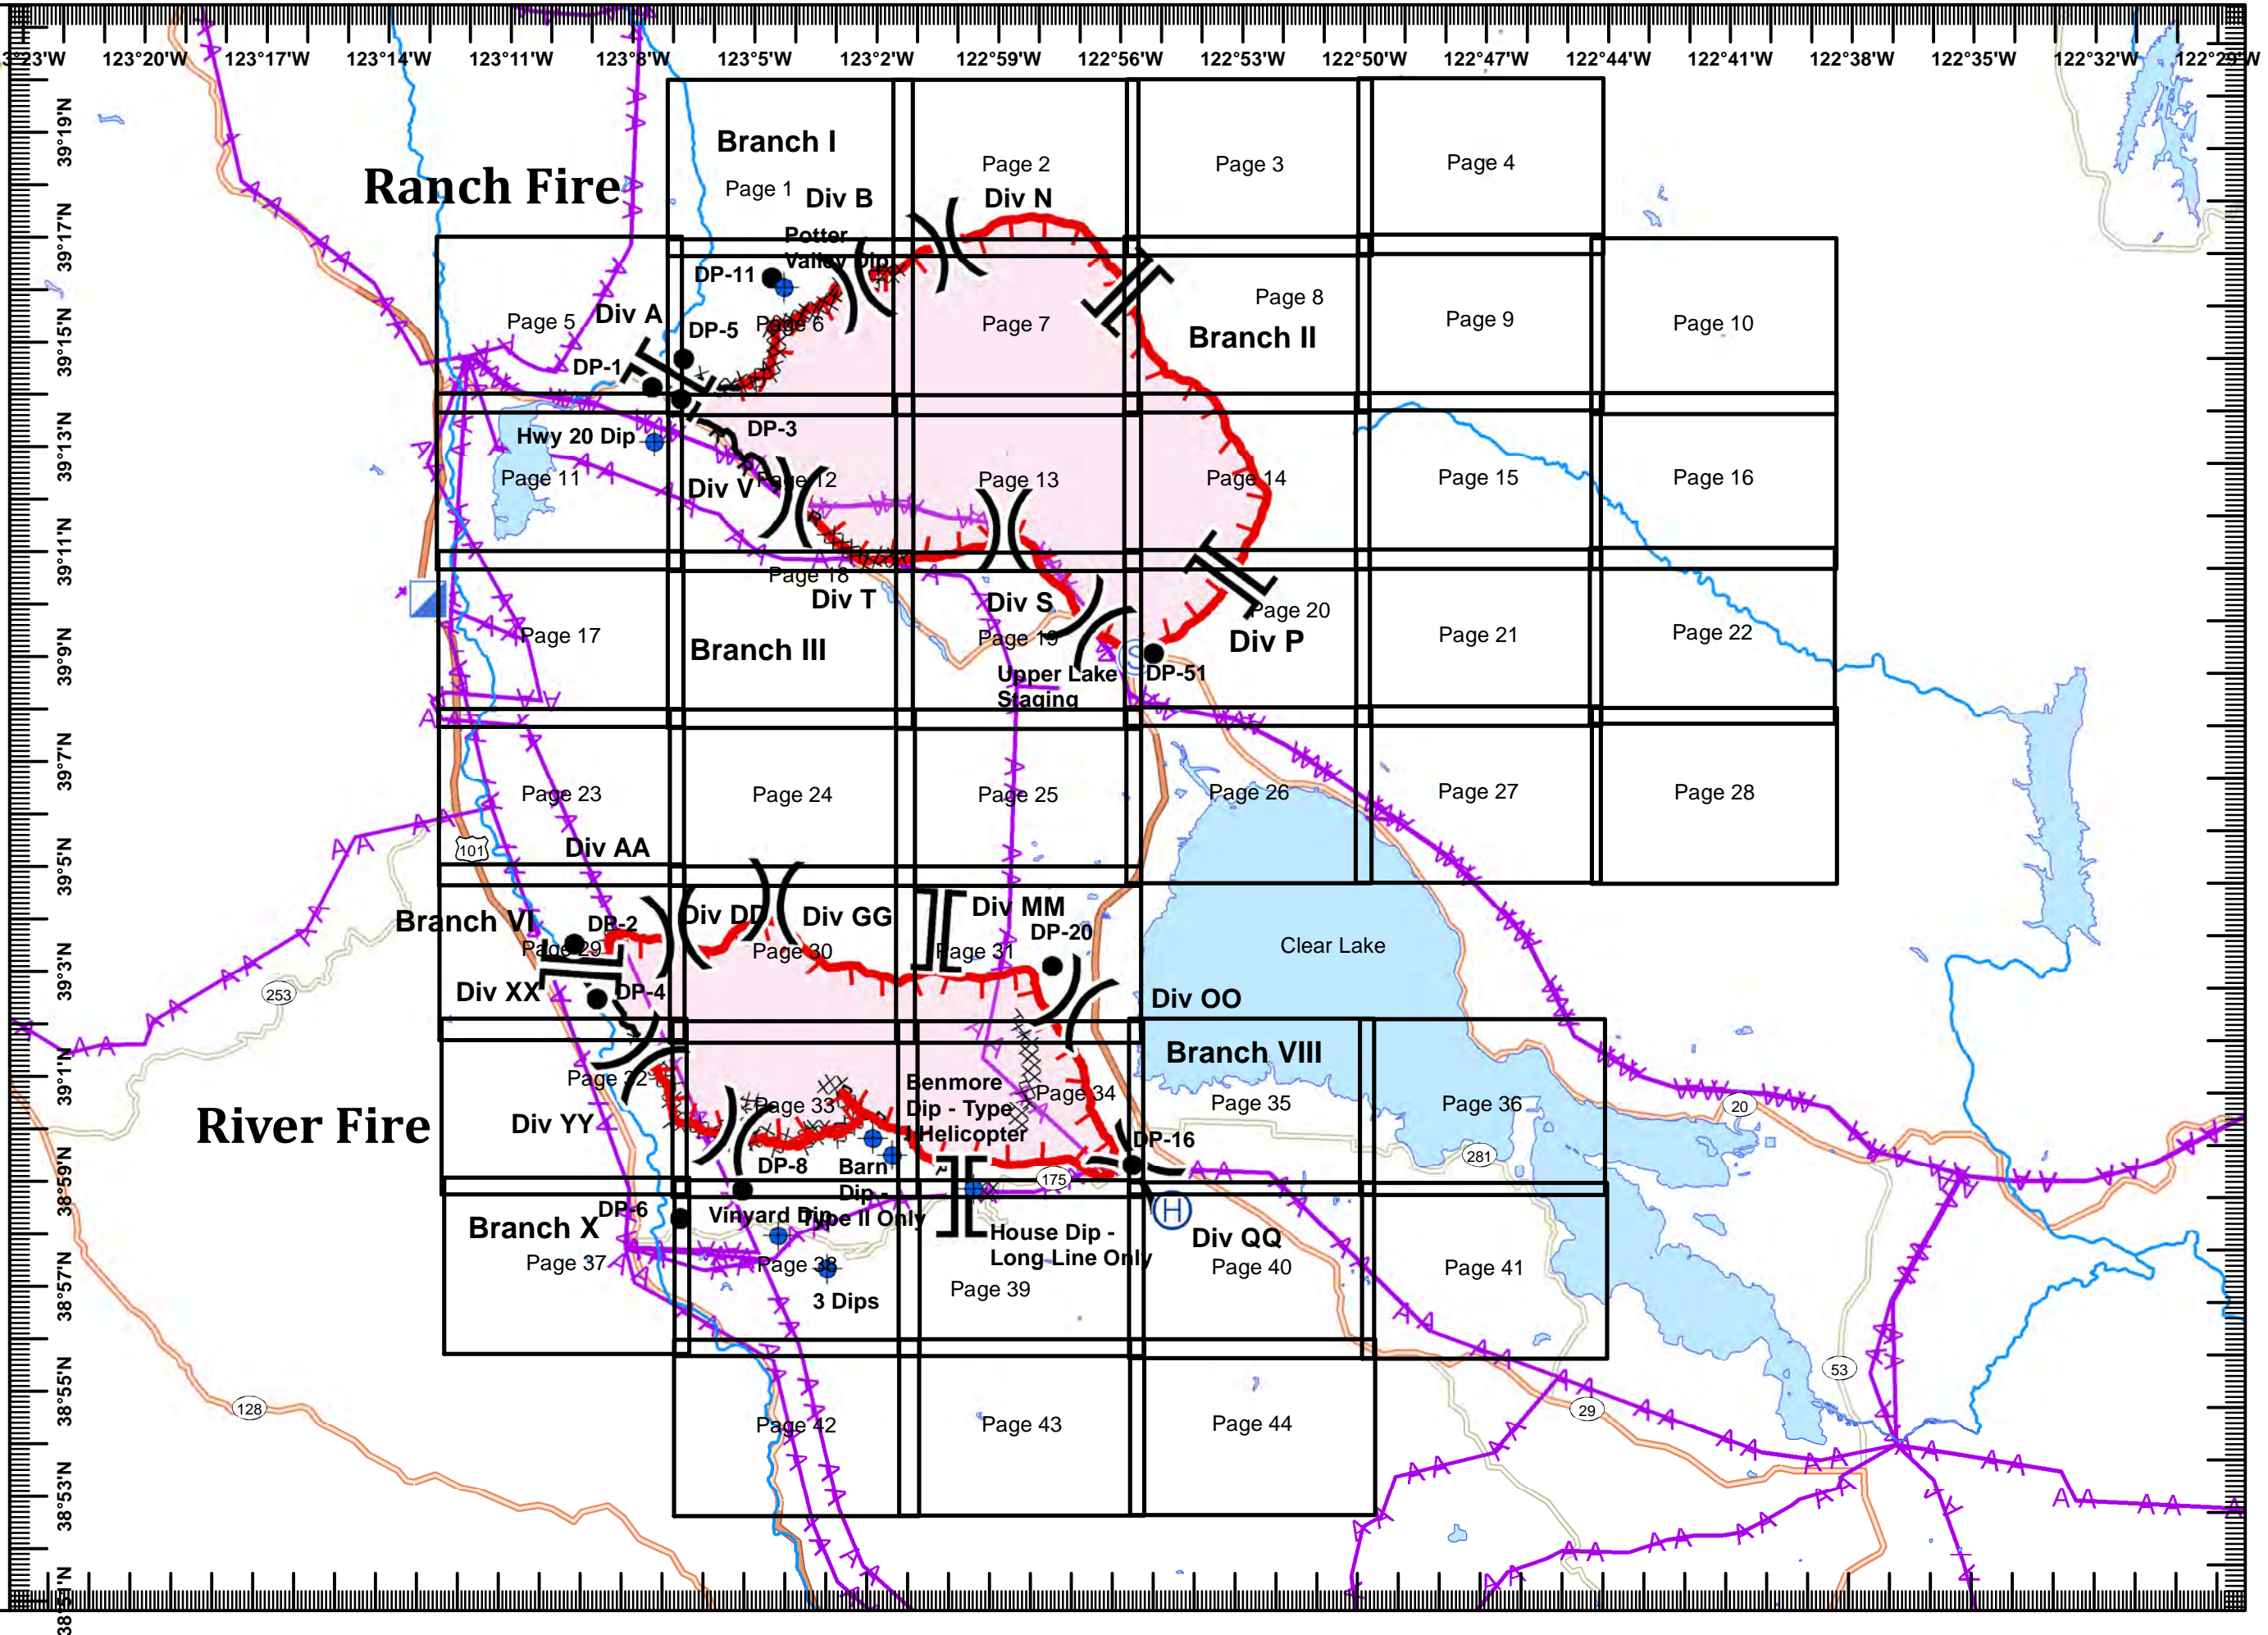 3°23'W 123°20'W 123°17'W 123°14'W 123°11'W 123°8'W 123°5'W 123°2'W 122°59'W 122°56'W 122°53'W 122°50'W 122°47'W 122°44'W 122°41'W 122°38'W 122°35'W 122°32'W 122°29'W
39°19'N
39°17'N
39°15'N
39°13'N
39°11'N
39°9'N
39°7'N
39°5'N
39°3'N
39°1'N
38°59'N
38°57'N
38°55'N
38°53'N
38°51'N
Ranch Fire
Branch I
Page 1
Div B
Page 2
Div N
Page 3
Page 4
Potter
Valley Dip
DP-11
Page 5
Div A
DP-5
Page 6
Page 7
Page 8
Branch II
Page 9
Page 10
DP-1
DP-3
Hwy 20 Dip
Page 11
Div V
Page 12
Page 13
Page 14
Page 15
Page 16
Page 17
Page 18
Div T
Branch III
Div S
Page 19
Page 20
Div P
Page 21
Page 22
Upper Lake
Staging
S
DP-51
Page 23
Page 24
Page 25
Page 26
Page 27
Page 28
101
Div AA
Branch VI
DP-2
Page 29
Div DD
Div GG
Page 30
Div MM
DP-20
Page 31
Clear Lake
253
Div XX
DP-4
Div OO
Branch VIII
River Fire
Page 32
Div YY
Page 33
Benmore
Dip - Type
I Helicopter
Page 34
Page 35
Page 36
20
281
DP-16
DP-8
Barn
Dip -
Type II Only
175
DP-6
Vinyard Dip
Branch X
Page 37
Page 38
3 Dips
House Dip -
Long Line Only
Page 39
H
Div QQ
Page 40
Page 41
128
53
29
Page 42
Page 43
Page 44